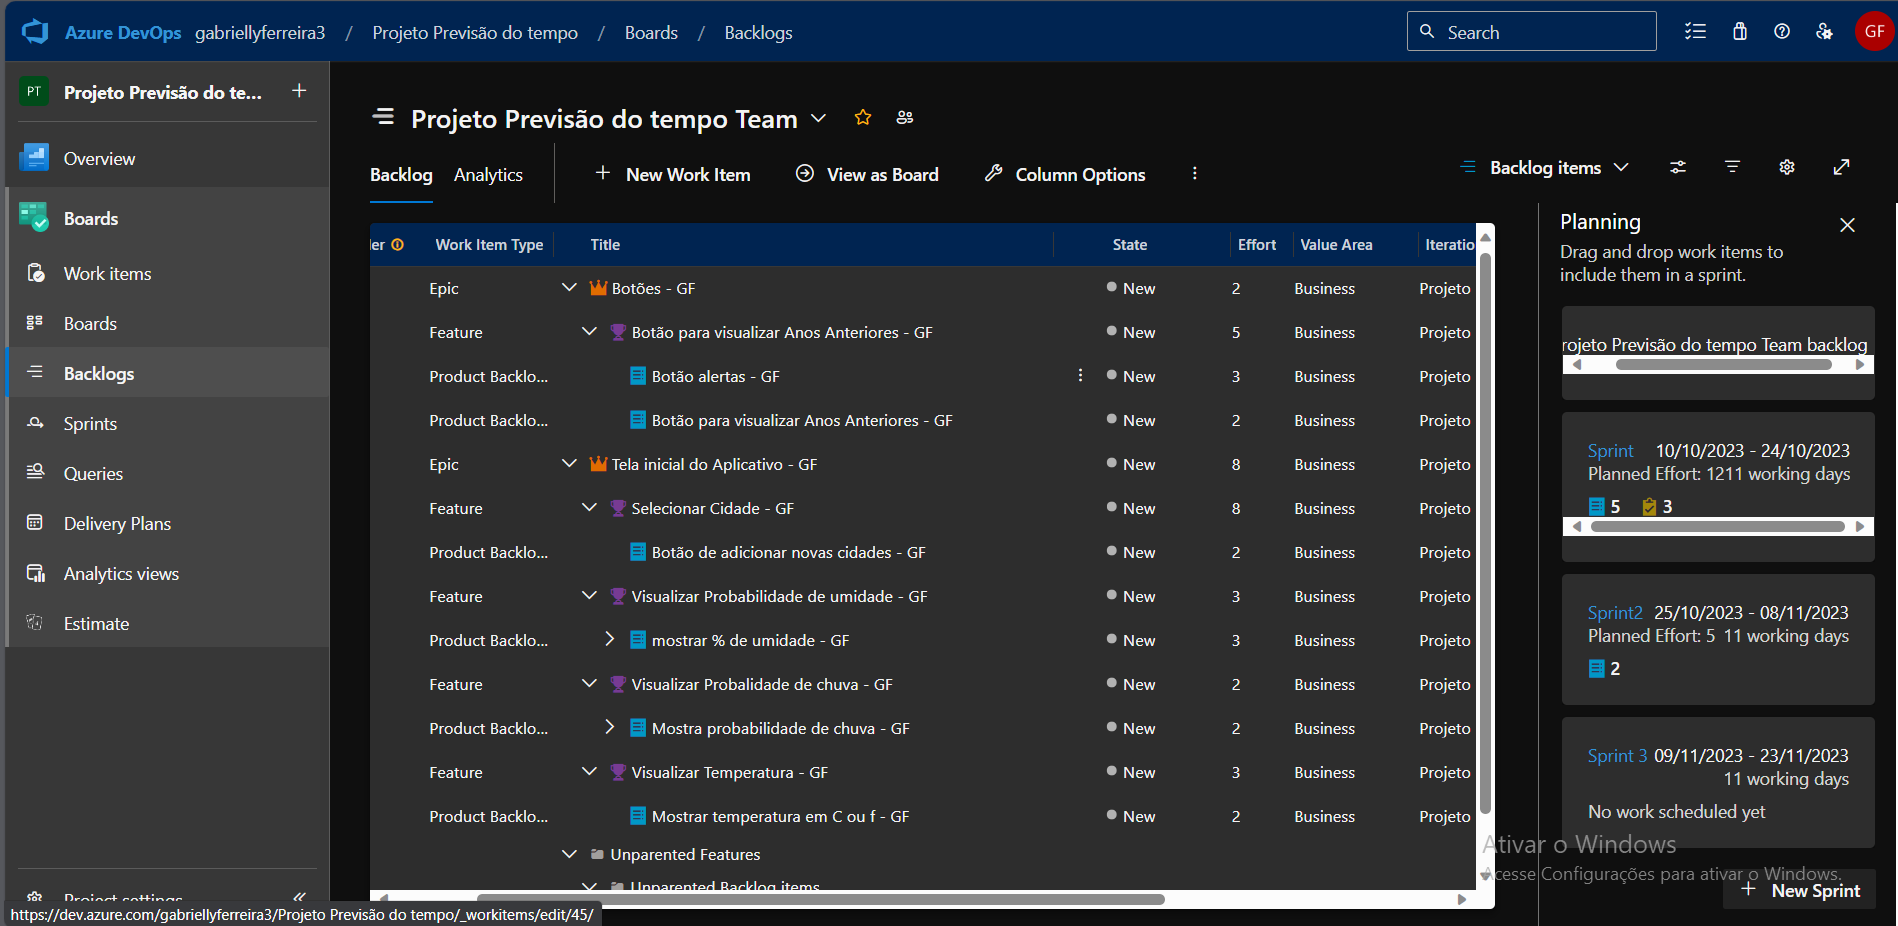 Azure DevOps gabriellyferreira3 / Projeto Previsão do tempo / Boards / Backlogs
Search
GF
PT Projeto Previsão do te... +
Overview
Boards
Work items
Boards
Backlogs
Sprints
Queries
Delivery Plans
Analytics views
Estimate
Project settings
Projeto Previsão do tempo Team
Backlog Analytics
New Work Item View as Board Column Options
Backlog items
der Work Item Type Title State Effort Value Area Iteratio
Epic Botões - GF New 2 Business Projeto
Feature Botão para visualizar Anos Anteriores - GF New 5 Business Projeto
Product Backlo... Botão alertas - GF New 3 Business Projeto
Product Backlo... Botão para visualizar Anos Anteriores - GF New 2 Business Projeto
Epic Tela inicial do Aplicativo - GF New 8 Business Projeto
Feature Selecionar Cidade - GF New 8 Business Projeto
Product Backlo... Botão de adicionar novas cidades - GF New 2 Business Projeto
Feature Visualizar Probabilidade de umidade - GF New 3 Business Projeto
Product Backlo... mostrar % de umidade - GF New 3 Business Projeto
Feature Visualizar Probalidade de chuva - GF New 2 Business Projeto
Product Backlo... Mostra probabilidade de chuva - GF New 2 Business Projeto
Feature Visualizar Temperatura - GF New 3 Business Projeto
Product Backlo... Mostrar temperatura em C ou f - GF New 2 Business Projeto
Unparented Features
Unparented Backlog items
Planning
Drag and drop work items to
include them in a sprint.
rojeto Previsão do tempo Team backlog
Sprint 10/10/2023 - 24/10/2023
Planned Effort: 1211 working days
5 3
Sprint2 25/10/2023 - 08/11/2023
Planned Effort: 5 11 working days
2
Sprint 3 09/11/2023 - 23/11/2023
11 working days
No work scheduled yet
Ativar o Windows
Acesse Configurações para ativar o Windows.
New Sprint
https://dev.azure.com/gabriellyferreira3/Projeto Previsão do tempo/_workitems/edit/45/